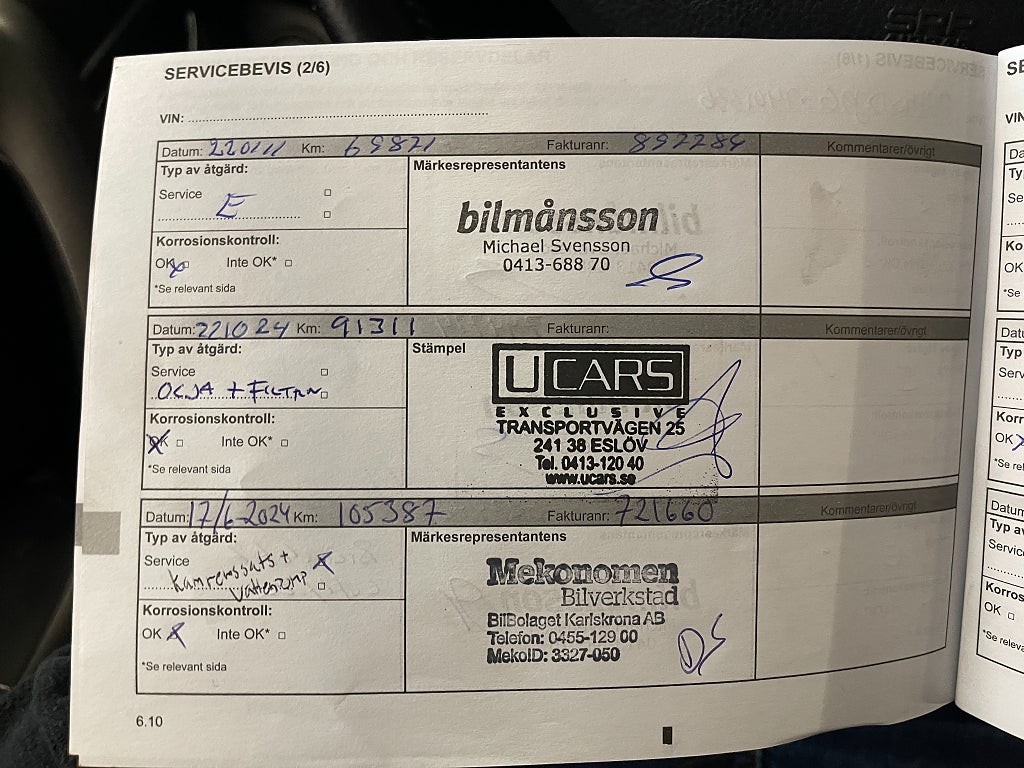 SERVICEBEVIS (2/6)
VIN:
Datum: 220111 Km: 69821 Fakturanr: 892284 Kommentarer/övrigt
Typ av åtgärd: Märkesrepresentantens
Service
E
bilmånsson
Michael Svensson
0413-688 70
Korrosionskontroll:
OK Inte OK*
*Se relevant sida
Datum: 221024 Km: 91311 Fakturanr: Kommentarer/övrigt
Typ av åtgärd: Stämpel
Service
OLJA + FILTER
UCARS
EXCLUSIVE
TRANSPORTVÄGEN 25
241 38 ESLÖV
Tel. 0413-120 40
www.ucars.se
Korrosionskontroll:
OK Inte OK*
*Se relevant sida
Datum: 17/6-2024 Km: 105387 Fakturanr: 721660 Kommentarer/övrigt
Typ av åtgärd: Märkesrepresentantens
Service
Kamremssats +
Vattenpump
Mekonomen
Bilverkstad
BilBolaget Karlskrona AB
Telefon: 0455-129 00
MekoID: 3327-050
DS
Korrosionskontroll:
OK Inte OK*
*Se relevant sida
6.10